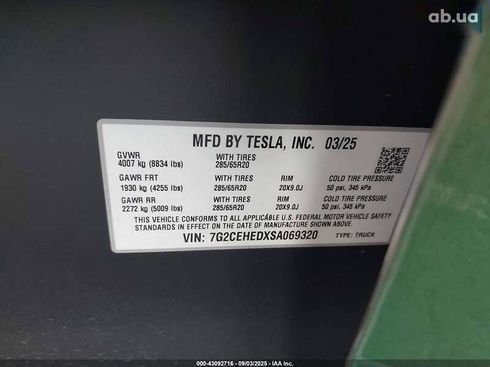 ab.ua
MFD BY TESLA, INC. 03/25
GVWR WITH TIRES
4007 kg (8834 lbs) 285/65R20
GAWR FRT WITH TIRES RIM COLD TIRE PRESSURE
1930 kg (4255 lbs) 285/65R20 20X9.0J 50 psi, 345 kPa
GAWR RR WITH TIRES RIM COLD TIRE PRESSURE
2272 kg (5009 lbs) 285/65R20 20X9.0J 50 psi, 345 kPa
THIS VEHICLE CONFORMS TO ALL APPLICABLE U.S. FEDERAL MOTOR VEHICLE SAFETY
STANDARDS IN EFFECT ON THE DATE OF MANUFACTURE SHOWN ABOVE.
VIN: 7G2CEHEDXSA069320 TYPE: TRUCK
000-43092716 - 09/03/2025 - IAA Inc.